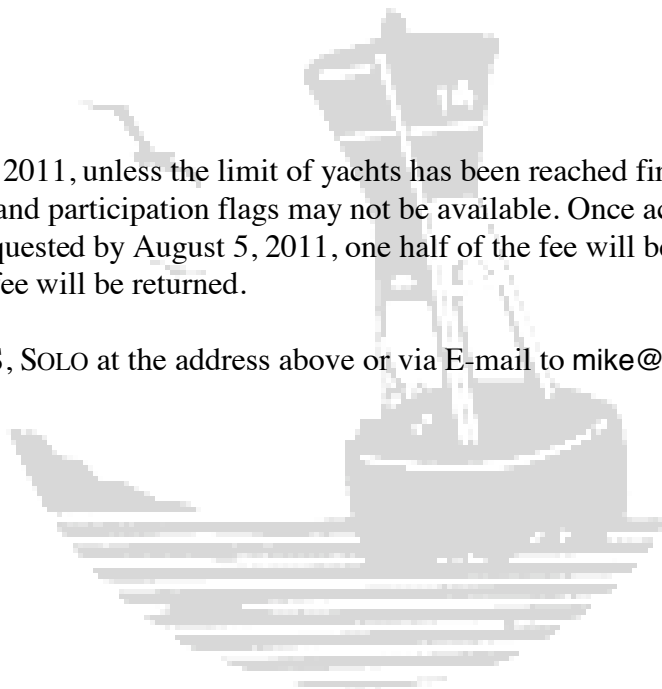 14
2011, unless the limit of yachts has been reached fir
and participation flags may not be available. Once ac
quested by August 5, 2011, one half of the fee will be
fee will be returned.
S, SOLO at the address above or via E-mail to mike@